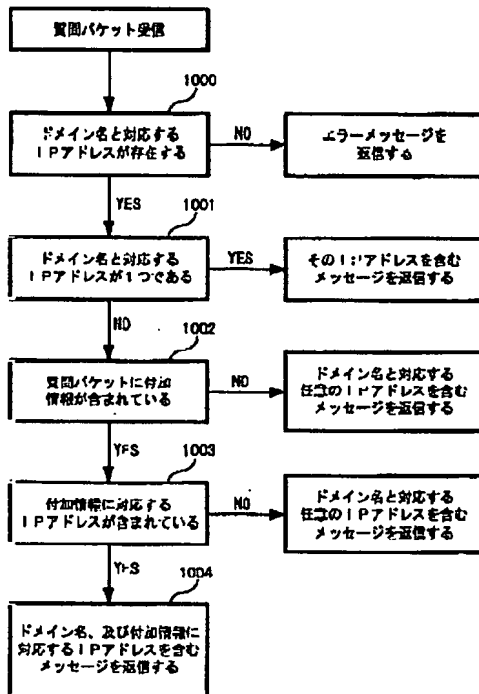 質問パケット受信
1000
ドメイン名と対応する
IPアドレスが存在する
NO
エラーメッセージを
返信する
YES
1001
ドメイン名と対応する
IPアドレスが1つである
YES
そのIPアドレスを含む
メッセージを返信する
NO
1002
質問パケットに付加
情報が含まれている
NO
ドメイン名と対応する
任意のIPアドレスを含む
メッセージを返信する
YES
1003
付加情報に対応する
IPアドレスが含まれている
NO
ドメイン名と対応する
任意のIPアドレスを含む
メッセージを返信する
YES
1004
ドメイン名、及び付加情報に
対応するIPアドレスを含む
メッセージを返信する